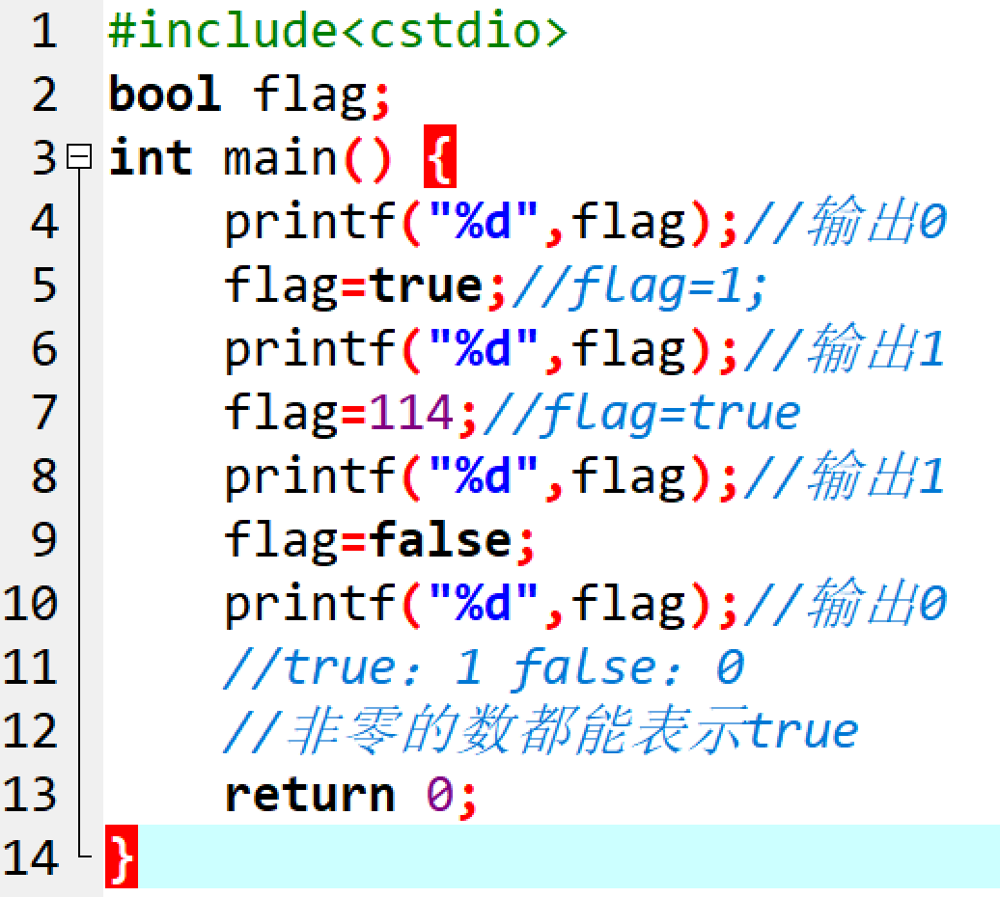 1 #include<cstdio>
2 bool flag;
3 int main() {
4     printf("%d",flag);//输出0
5     flag=true;//flag=1;
6     printf("%d",flag);//输出1
7     flag=114;//flag=true
8     printf("%d",flag);//输出1
9     flag=false;
10     printf("%d",flag);//输出0
11     //true：1 false：0
12     //非零的数都能表示true
13     return 0;
14 }